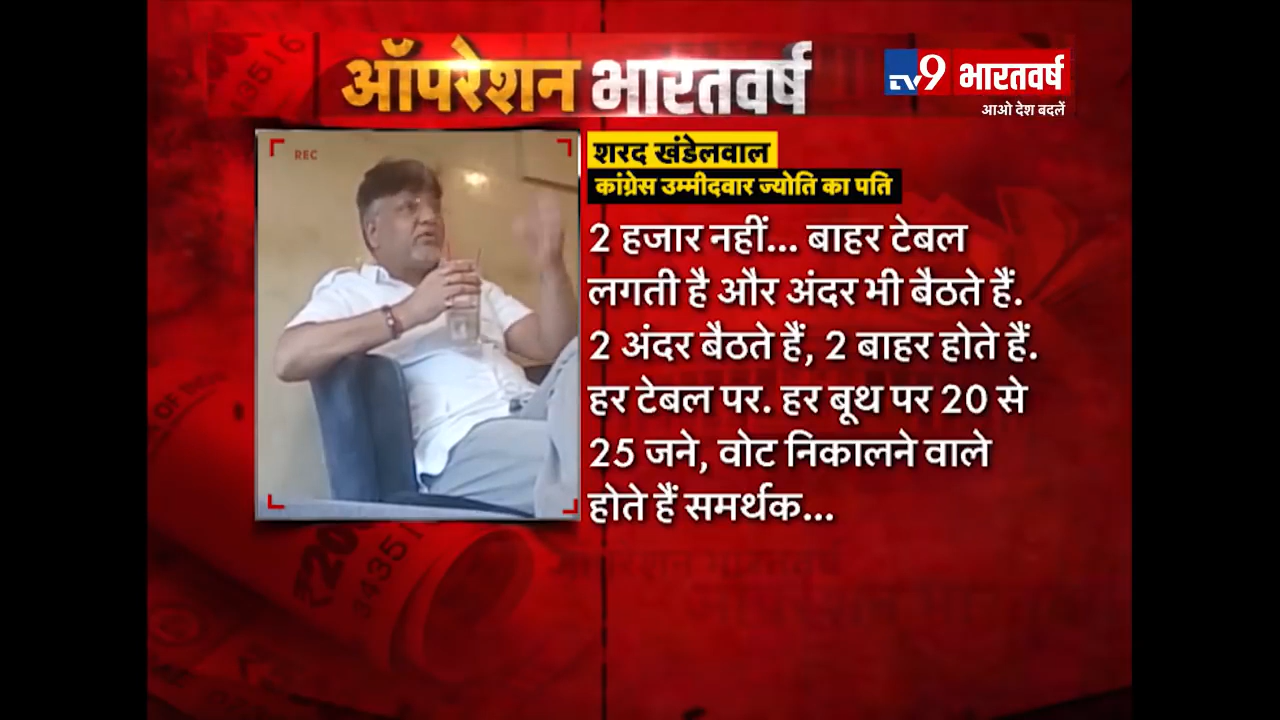 ऑपरेशन भारतवर्ष
TV9 भारतवर्ष
आओ देश बदलें
REC
शरद खंडेलवाल
कांग्रेस उम्मीदवार ज्योति का पति
2 हजार नहीं... बाहर टेबल
लगती है और अंदर भी बैठते हैं.
2 अंदर बैठते हैं, 2 बाहर होते हैं.
हर टेबल पर. हर बूथ पर 20 से
25 जने, वोट निकालने वाले
होते हैं समर्थक...